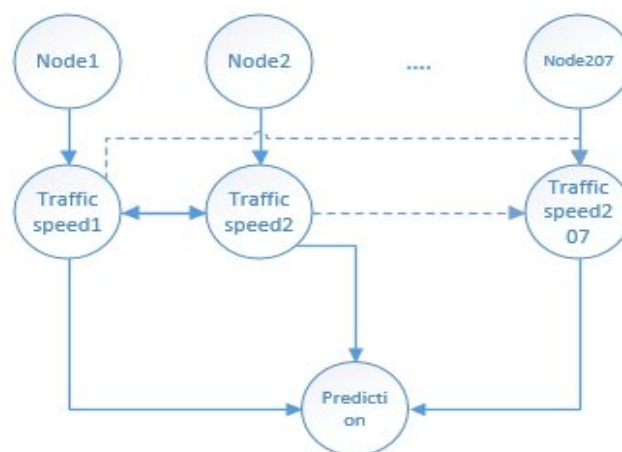 Node1
Node2
....
Node207
Traffic
speed1
Traffic
speed2
Traffic
speed2
07
Predicti
on